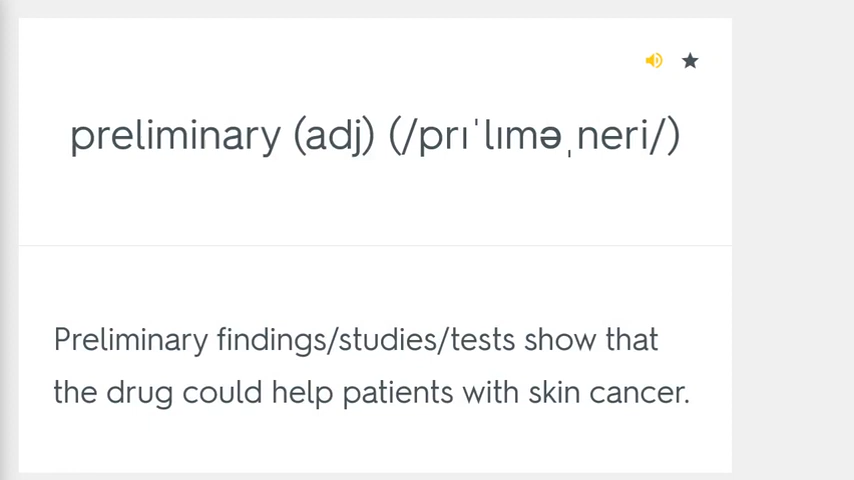 preliminary (adj) (/prɪˈlɪməˌneri/)
Preliminary findings/studies/tests show that
the drug could help patients with skin cancer.